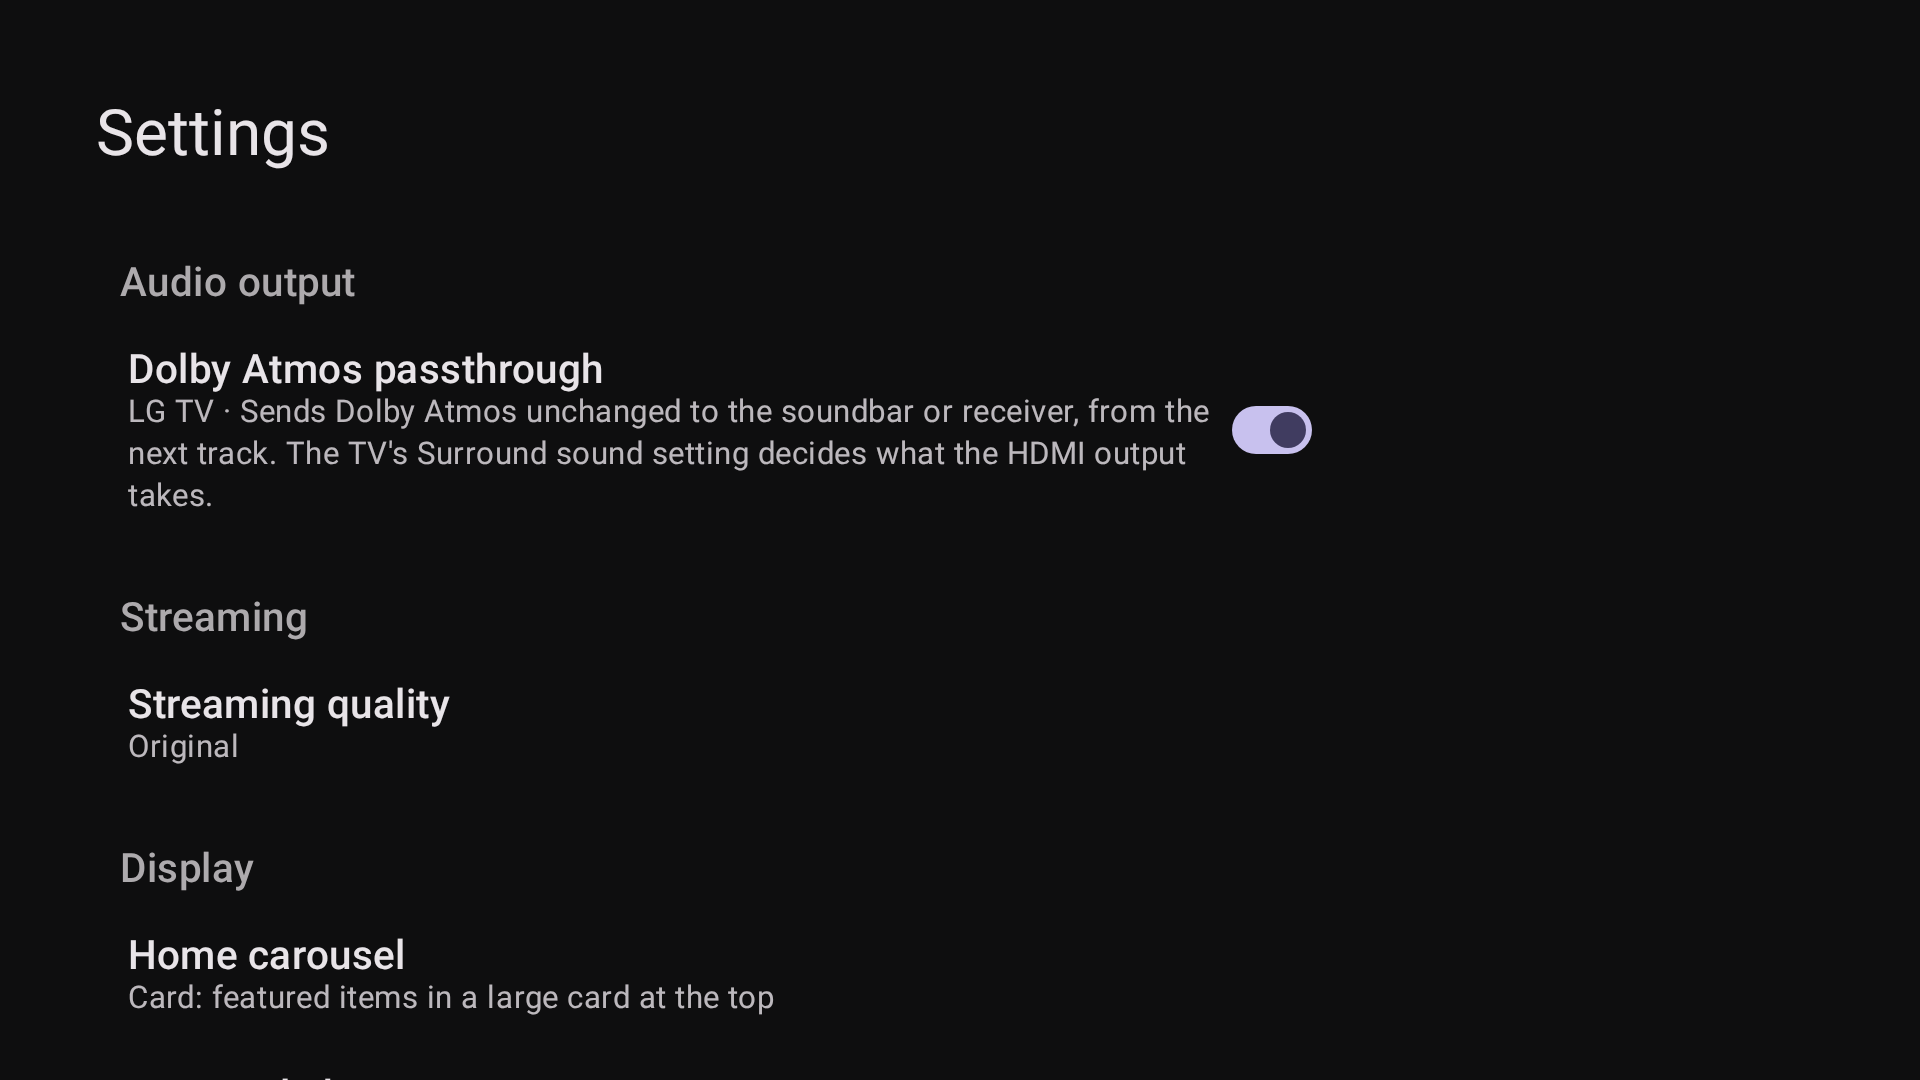 Settings
Audio output
Dolby Atmos passthrough
LG TV · Sends Dolby Atmos unchanged to the soundbar or receiver, from the
next track. The TV's Surround sound setting decides what the HDMI output
takes.
Streaming
Streaming quality
Original
Display
Home carousel
Card: featured items in a large card at the top